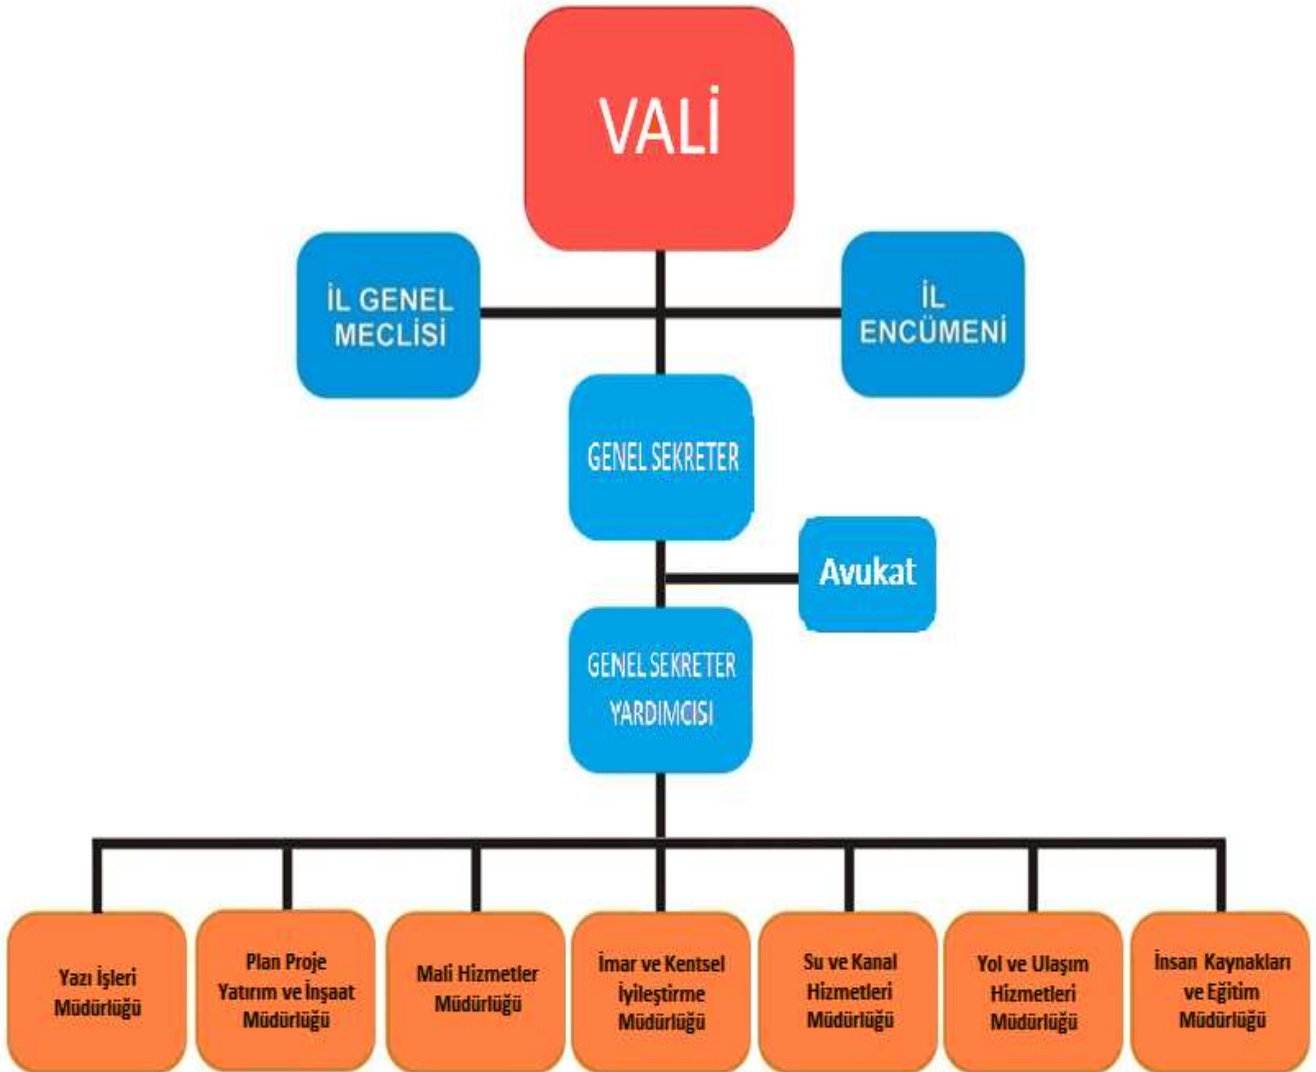 VALİ
İL GENEL
MECLİSİ
İL
ENCÜMENİ
GENEL SEKRETER
Avukat
GENEL SEKRETER
YARDIMCISI
Yazı İşleri
Müdürlüğü
Plan Proje
Yatırım ve İnşaat
Müdürlüğü
Mali Hizmetler
Müdürlüğü
İmar ve Kentsel
İyileştirme
Müdürlüğü
Su ve Kanal
Hizmetleri
Müdürlüğü
Yol ve Ulaşım
Hizmetleri
Müdürlüğü
İnsan Kaynakları
ve Eğitim
Müdürlüğü